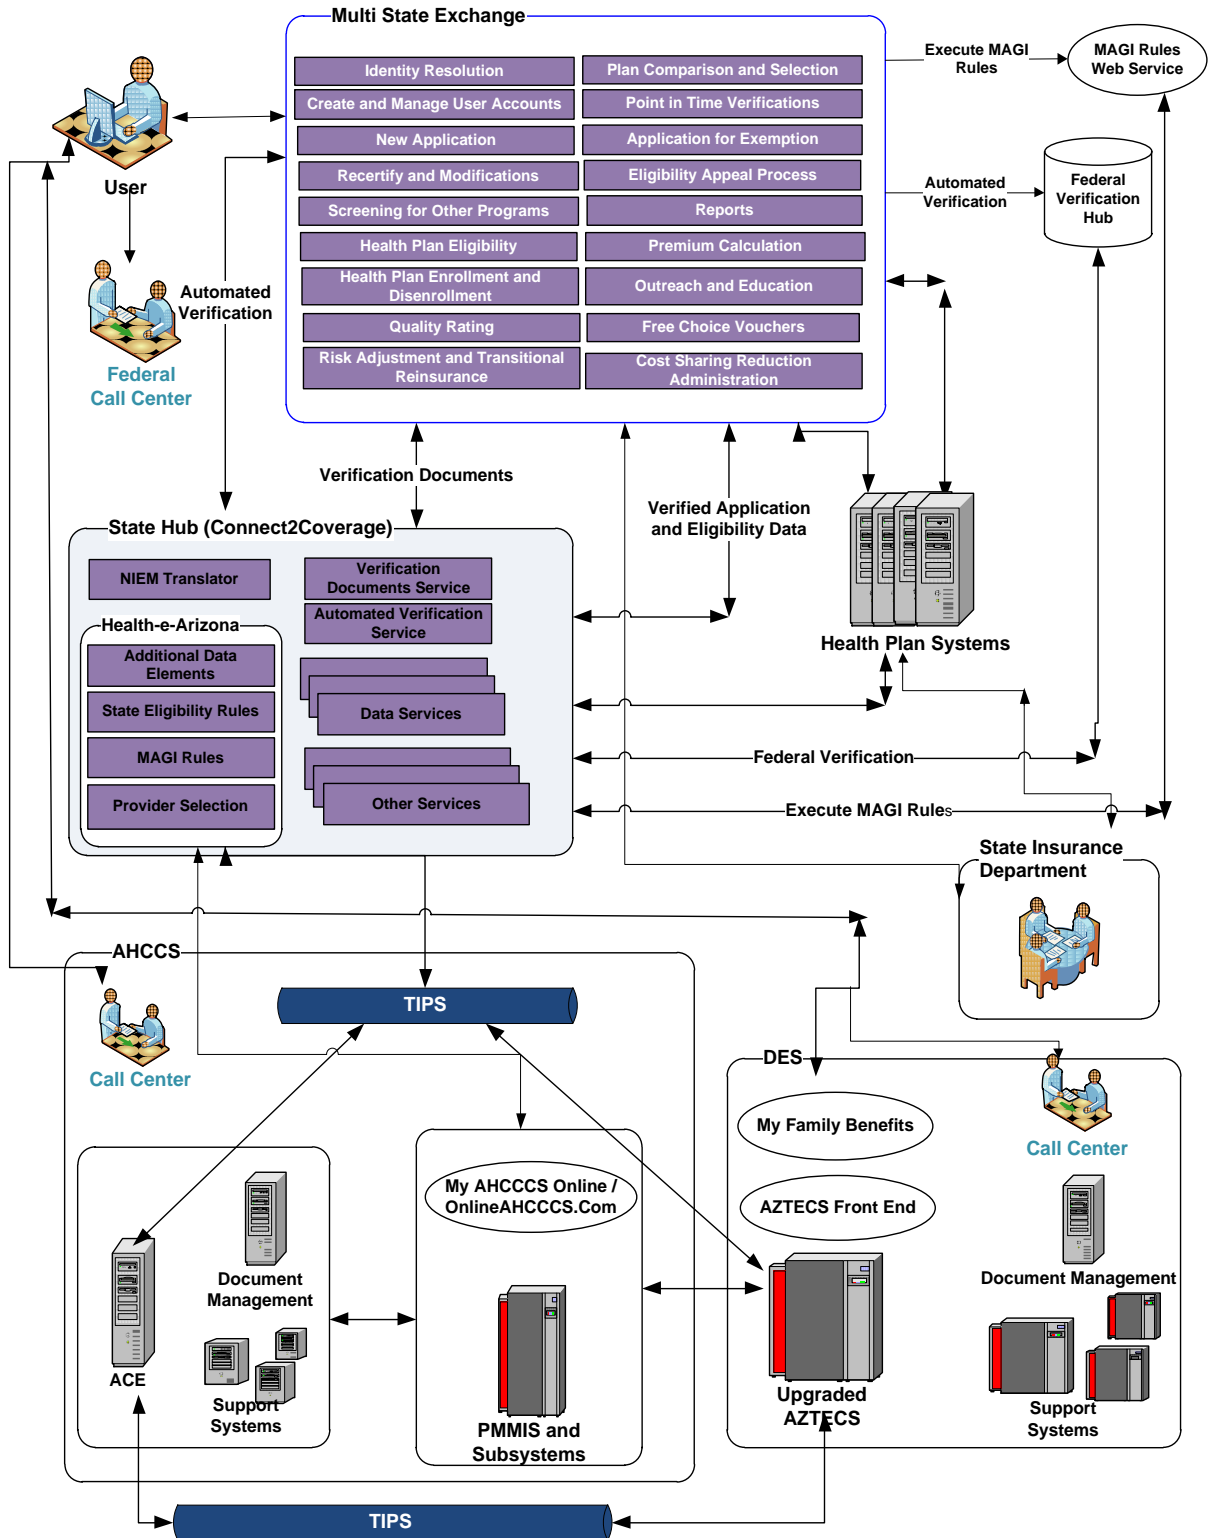 Multi State Exchange
Identity Resolution
Create and Manage User Accounts
New Application
Recertify and Modifications
Screening for Other Programs
Health Plan Eligibility
Health Plan Enrollment and
Disenrollment
Quality Rating
Risk Adjustment and Transitional
Reinsurance
Plan Comparison and Selection
Point in Time Verifications
Application for Exemption
Eligibility Appeal Process
Reports
Premium Calculation
Outreach and Education
Free Choice Vouchers
Cost Sharing Reduction
Administration
Execute MAGI
Rules
MAGI Rules
Web Service
Automated
Verification
Federal
Verification
Hub
User
Federal
Call Center
Automated
Verification
Verification Documents
Verified Application
and Eligibility Data
Health Plan Systems
State Hub (Connect2Coverage)
NIEM Translator
Verification
Documents Service
Automated Verification
Service
Health-e-Arizona
Additional Data
Elements
State Eligibility Rules
MAGI Rules
Provider Selection
Data Services
Other Services
Federal Verification
Execute MAGI Rules
State Insurance
Department
AHCCS
TIPS
Call Center
My AHCCCS Online /
OnlineAHCCCS.Com
Document
Management
ACE
Support
Systems
PMMIS and
Subsystems
DES
My Family Benefits
Call Center
AZTECS Front End
Document Management
Upgraded
AZTECS
Support
Systems
TIPS